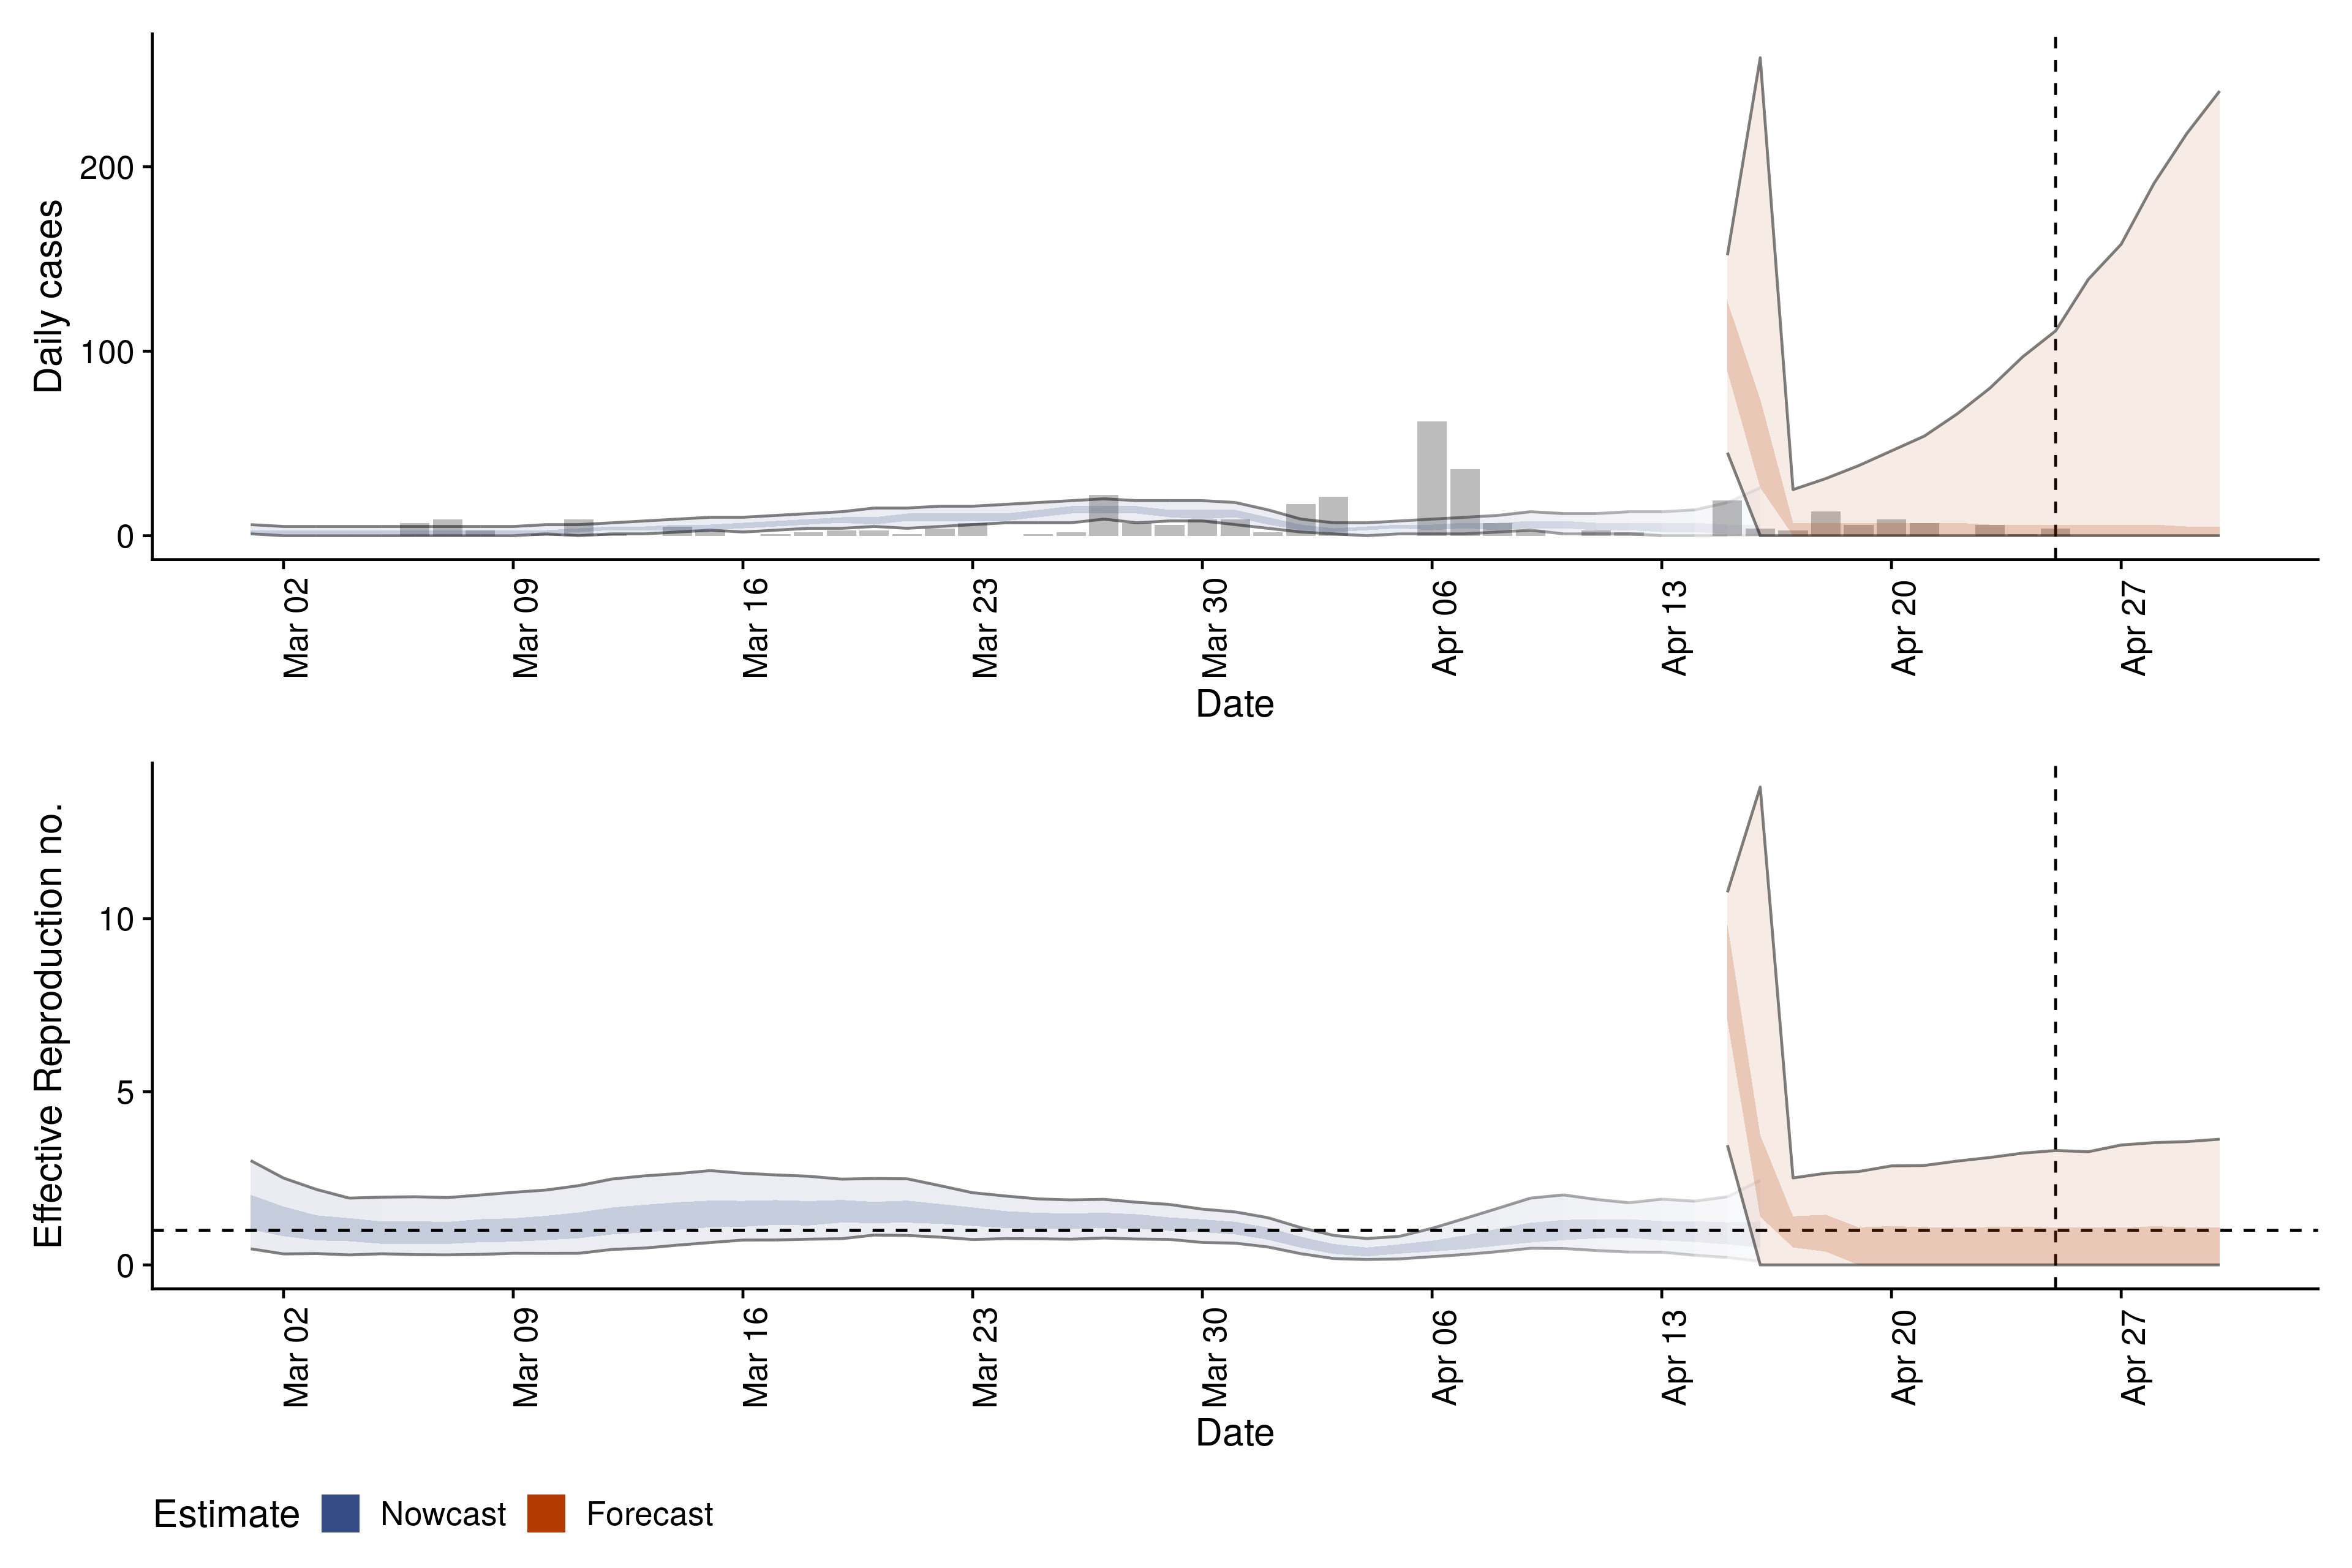 Daily cases
200
100
0
Mar 02 Mar 09 Mar 16 Mar 23 Mar 30 Apr 06 Apr 13 Apr 20 Apr 27
Date
Effective Reproduction no.
10
5
0
Mar 02 Mar 09 Mar 16 Mar 23 Mar 30 Apr 06 Apr 13 Apr 20 Apr 27
Date
Estimate Nowcast Forecast